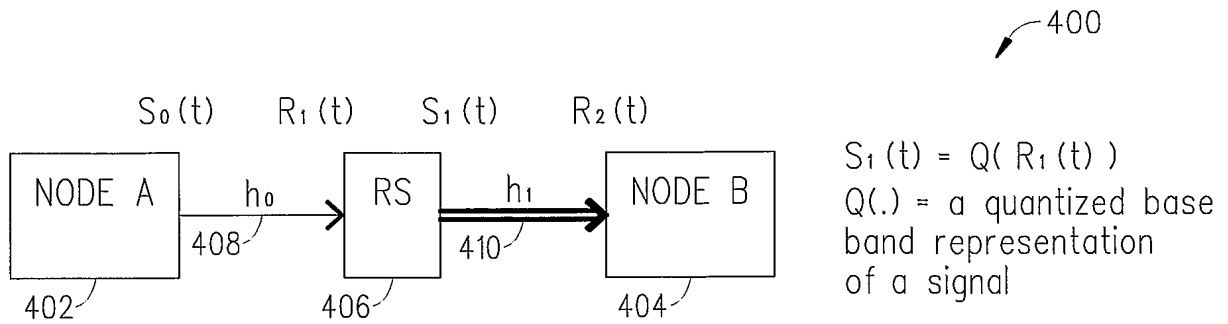 400
S₀(t) R₁(t) S₁(t) R₂(t)
NODE A h₀ RS h₁ NODE B
408 410
402 406 404
S₁(t) = Q( R₁(t) )
Q(.) = a quantized base
band representation
of a signal